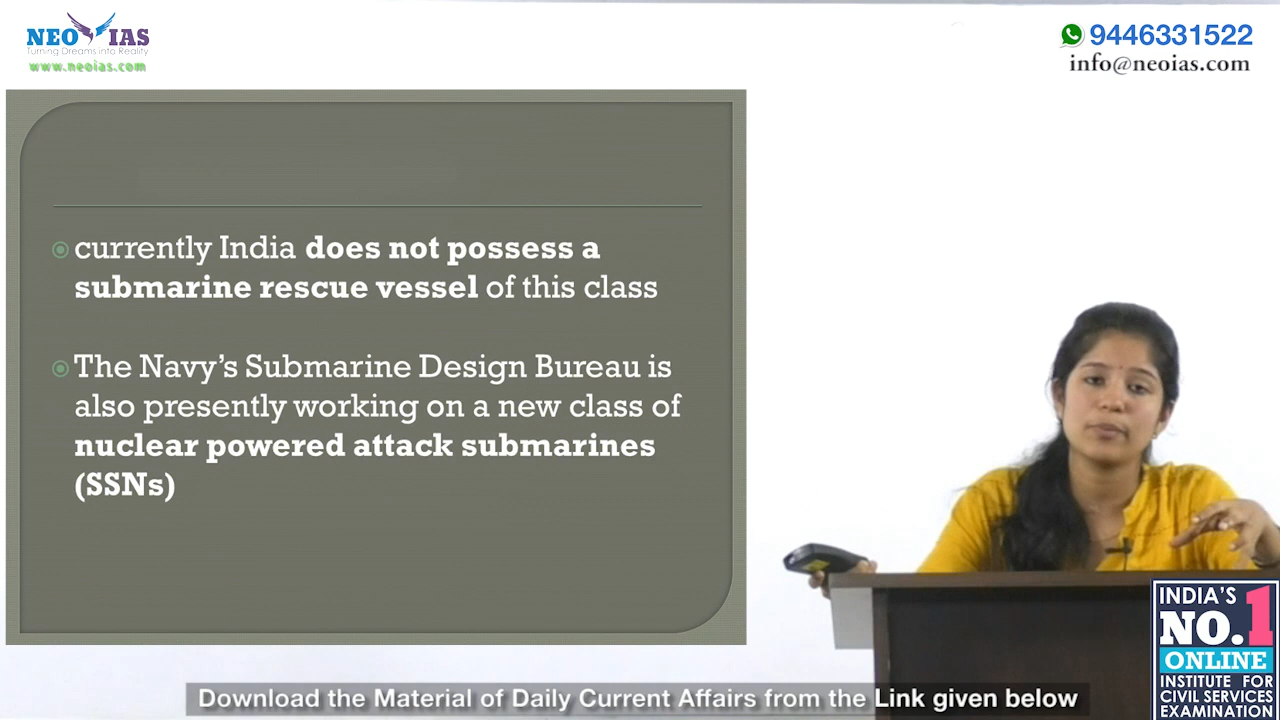 NEO IAS
Turning Dreams into Reality
www.neoias.com
9446331522
info@neoias.com
currently India does not possess a
submarine rescue vessel of this class
The Navy's Submarine Design Bureau is
also presently working on a new class of
nuclear powered attack submarines
(SSNs)
INDIA'S
NO.1
ONLINE
INSTITUTE FOR
CIVIL SERVICES
EXAMINATION
Download the Material of Daily Current Affairs from the Link given below